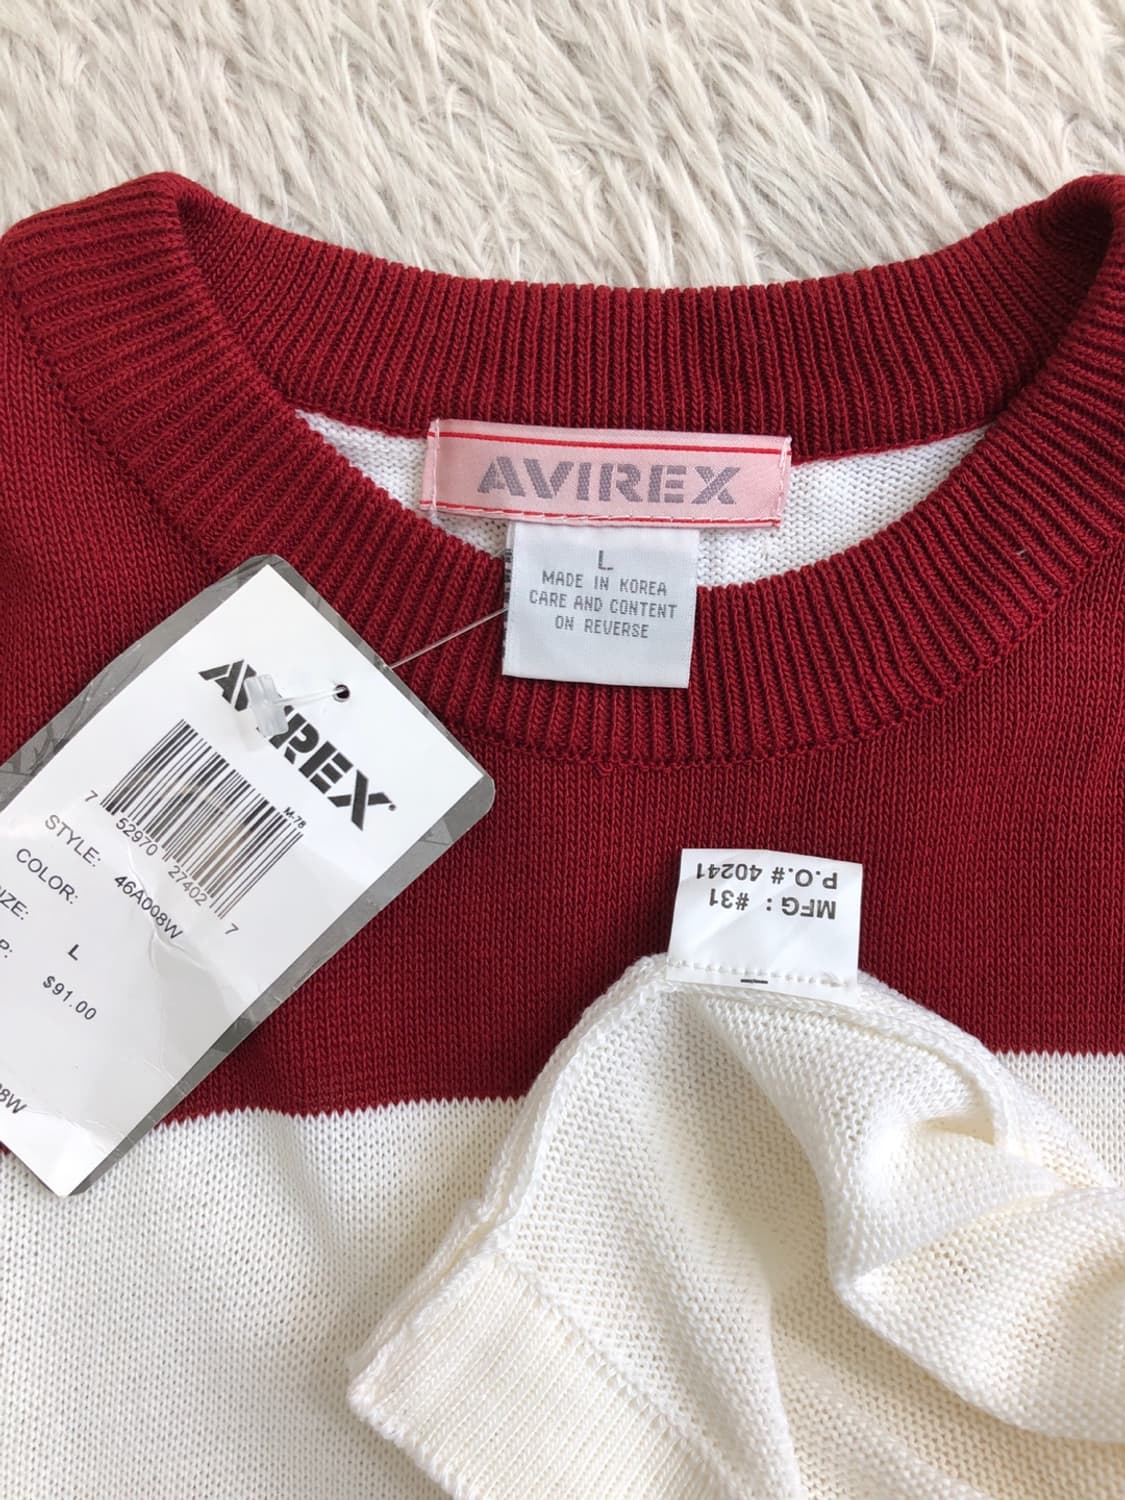 AVIREX
L
MADE IN KOREA
CARE AND CONTENT
ON REVERSE
AVIREX
M-78
7 52970 27402 7
STYLE: 46A008W
COLOR:
L
$91.00
MFG : #31
P.O.# 40241